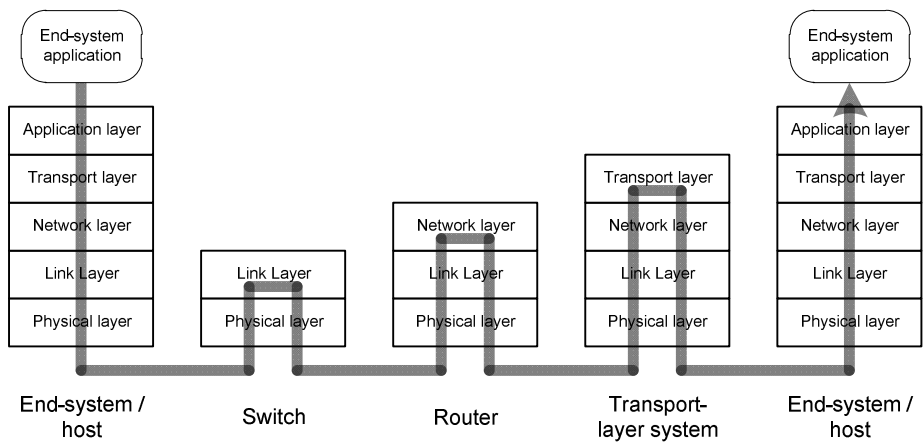 End-system
application
Application layer
Transport layer
Network layer
Link Layer
Physical layer
End-system /
host
Link Layer
Physical layer
Switch
Network layer
Link Layer
Physical layer
Router
Transport layer
Network layer
Link Layer
Physical layer
Transport-
layer system
End-system
application
Application layer
Transport layer
Network layer
Link Layer
Physical layer
End-system /
host